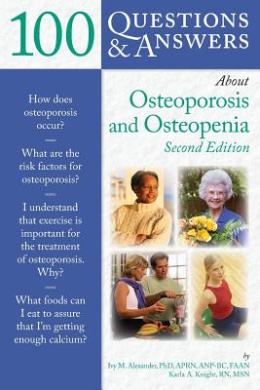 100 QUESTIONS
& ANSWERS
About
Osteoporosis
and Osteopenia
Second Edition
How does
osteoporosis
occur?
What are the
risk factors for
osteoporosis?
I understand
that exercise is
important for
the treatment
of osteoporosis.
Why?
What foods can
I eat to assure
that I'm getting
enough calcium?
by
Ivy M. Alexander, PhD, APRN, ANP-BC, FAAN
Karla A. Knight, RN, MSN